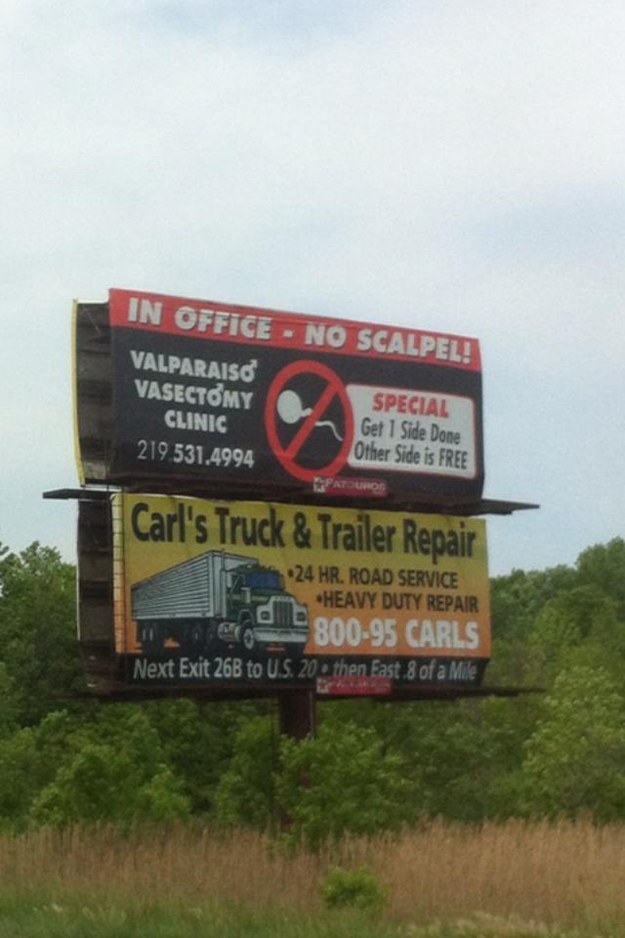 IN OFFICE - NO SCALPEL!
VALPARAISO
VASECTOMY
CLINIC
219.531.4994
SPECIAL
Get 1 Side Done
Other Side is FREE
FATOUROS
Carl's Truck & Trailer Repair
•24 HR. ROAD SERVICE
•HEAVY DUTY REPAIR
800-95 CARLS
Next Exit 26B to U.S. 20 • then East .8 of a Mile